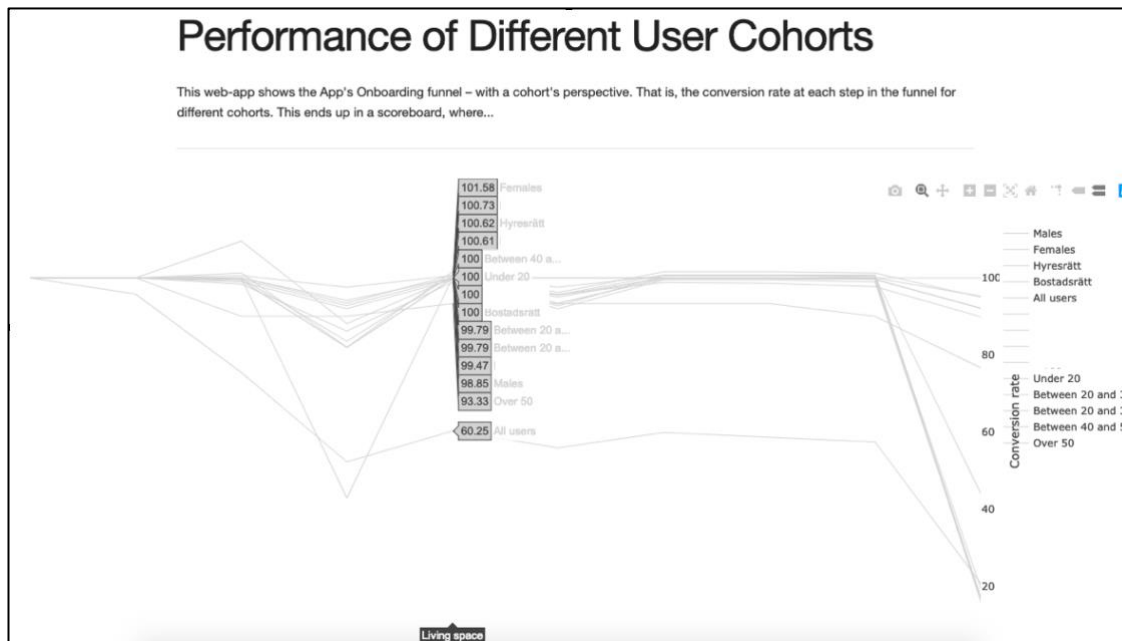 Performance of Different User Cohorts
This web-app shows the App's Onboarding funnel – with a cohort's perspective. That is, the conversion rate at each step in the funnel for
different cohorts. This ends up in a scoreboard, where...
101.58 Females
100.73
100.62 Hyresrätt
100.61
100 Between 40 a...
100 Under 20
100
100 Bostadsrätt
99.79 Between 20 a...
99.79 Between 20 a...
99.47
98.85 Males
93.33 Over 50
60.25 All users
Living space
100
80
60
40
20
Conversion rate
Males
Females
Hyresrätt
Bostadsrätt
All users
Under 20
Between 20 and
Between 20 and
Between 40 and
Over 50